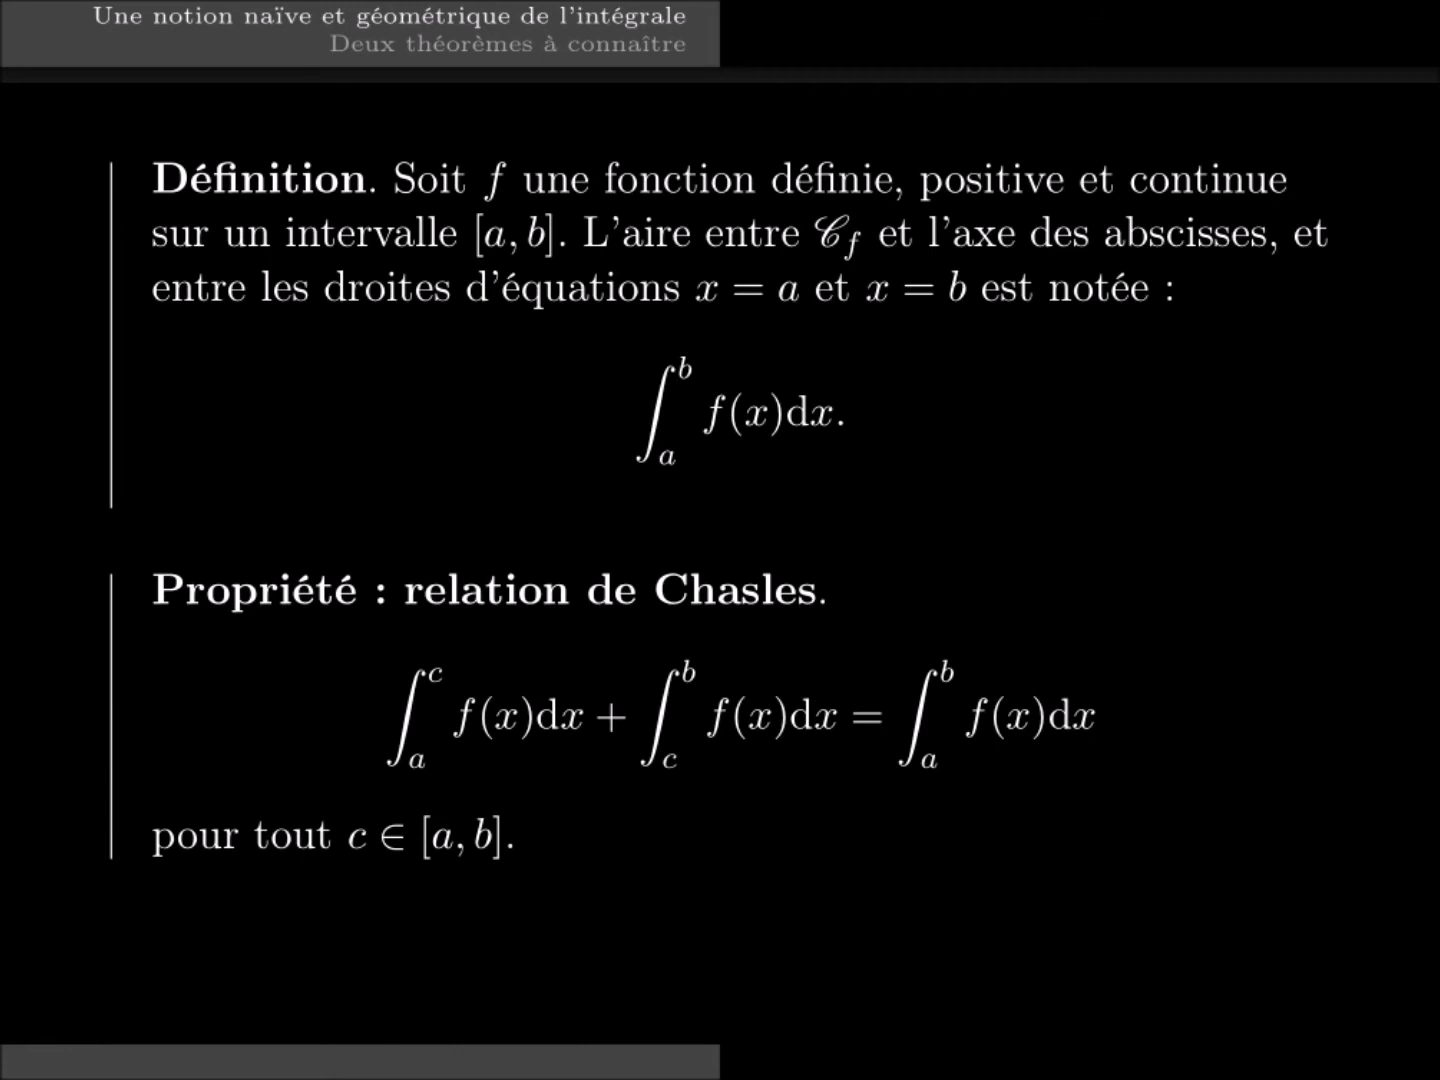 Une notion naïve et géométrique de l'intégrale
Deux théorèmes à connaître
Définition. Soit f une fonction définie, positive et continue
sur un intervalle [a, b]. L'aire entre 𝒞_f et l'axe des abscisses, et
entre les droites d'équations x = a et x = b est notée :
∫_a^b f(x)dx.
Propriété : relation de Chasles.
∫_a^c f(x)dx + ∫_c^b f(x)dx = ∫_a^b f(x)dx
pour tout c ∈ [a, b].